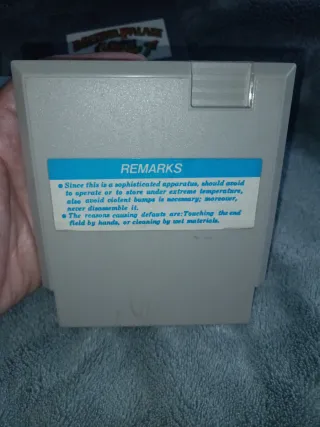 REMARKS
● Since this is a sophisticated apparatus, should avoid
to operate or to store under extreme temperature,
also avoid violent bumps is necessary; moreover,
never disassemble it.
● The reasons causing defauts are:Touching the end
field by hands, or cleaning by wet materials.